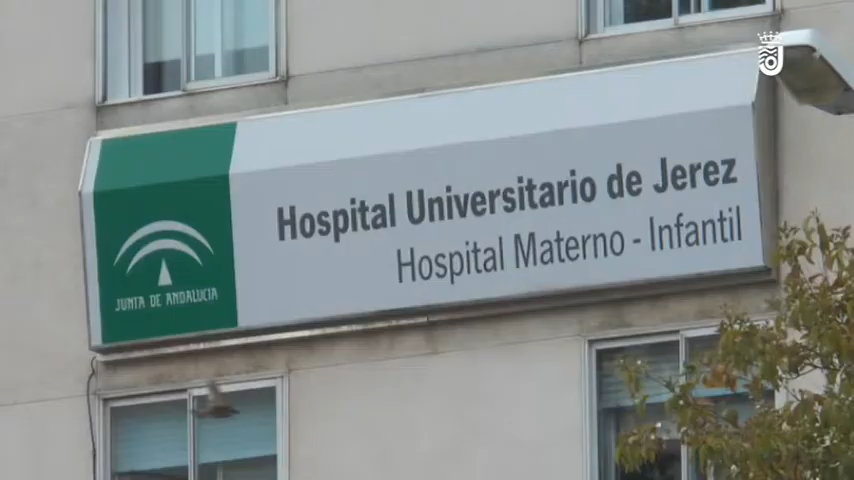 Hospital Universitario de Jerez
Hospital Materno - Infantil
JUNTA DE ANDALUCIA